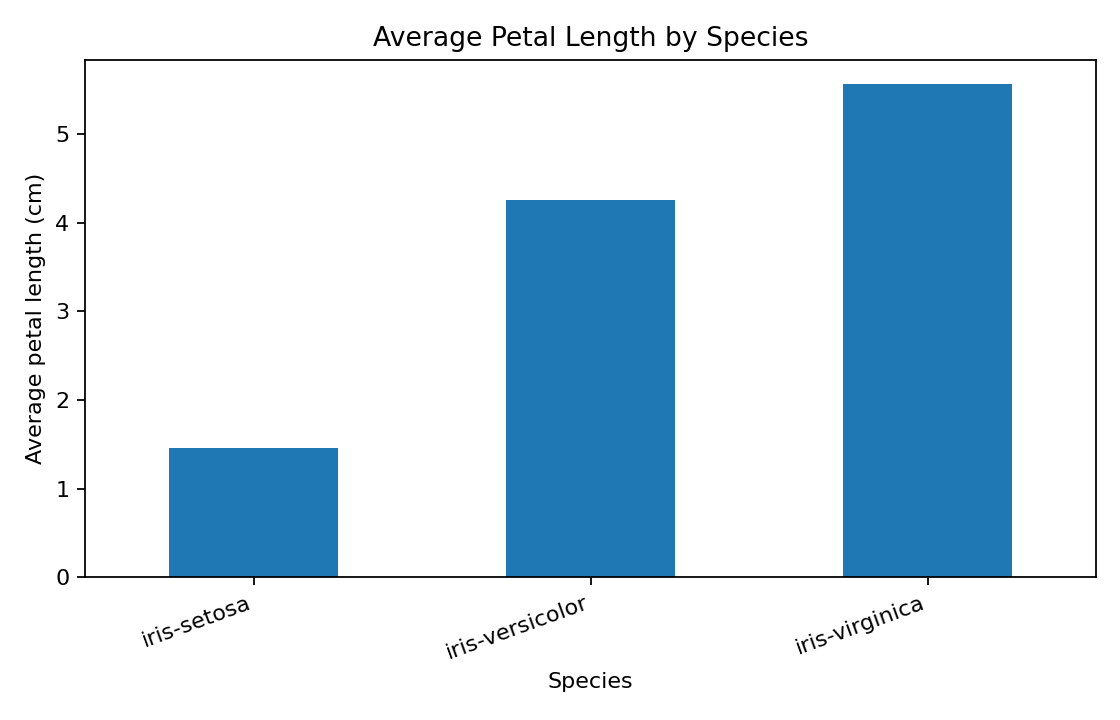 Average Petal Length by Species
Average petal length (cm)
5
4
3
2
1
0
iris-setosa
iris-versicolor
iris-virginica
Species